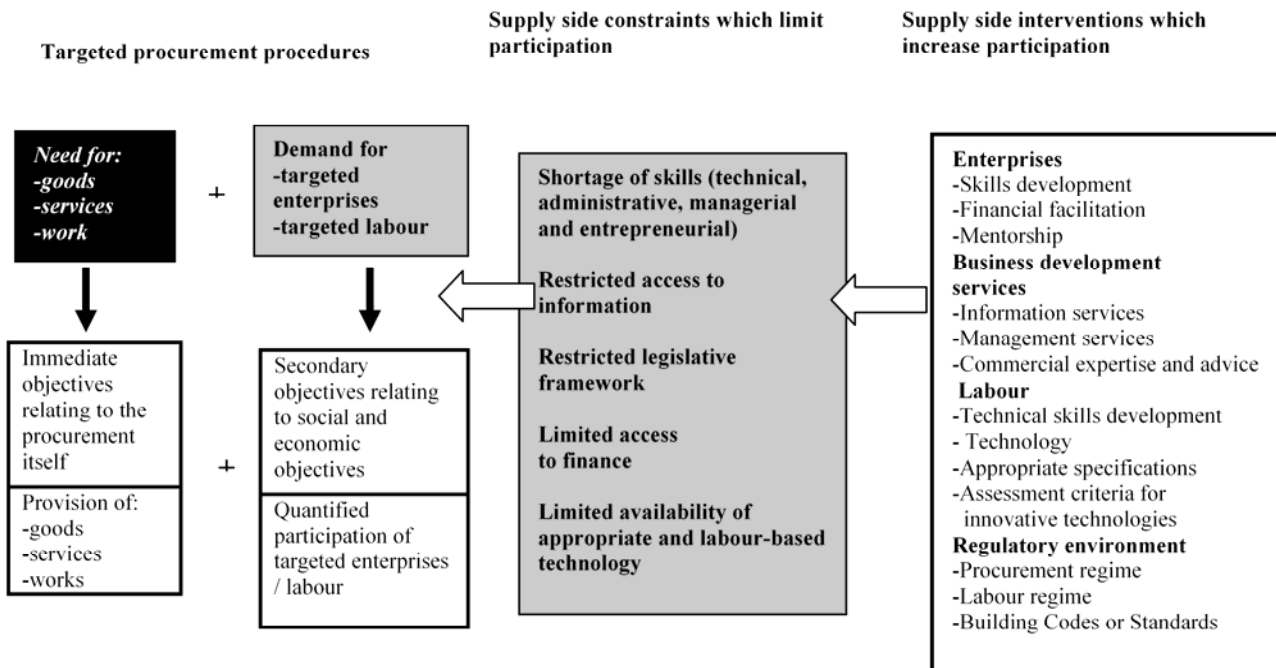 Targeted procurement procedures
Supply side constraints which limit
participation
Supply side interventions which
increase participation
Need for:
-goods
-services
-work
+
Demand for
-targeted
enterprises
-targeted labour
Immediate
objectives
relating to the
procurement
itself
+
Secondary
objectives relating
to social and
economic
objectives
Provision of:
-goods
-services
-works
Quantified
participation of
targeted enterprises
/ labour
Shortage of skills (technical,
administrative, managerial
and entrepreneurial)
Restricted access to
information
Restricted legislative
framework
Limited access
to finance
Limited availability of
appropriate and labour-based
technology
Enterprises
-Skills development
-Financial facilitation
-Mentorship
Business development
services
-Information services
-Management services
-Commercial expertise and advice
Labour
-Technical skills development
- Technology
-Appropriate specifications
-Assessment criteria for
innovative technologies
Regulatory environment
-Procurement regime
-Labour regime
-Building Codes or Standards